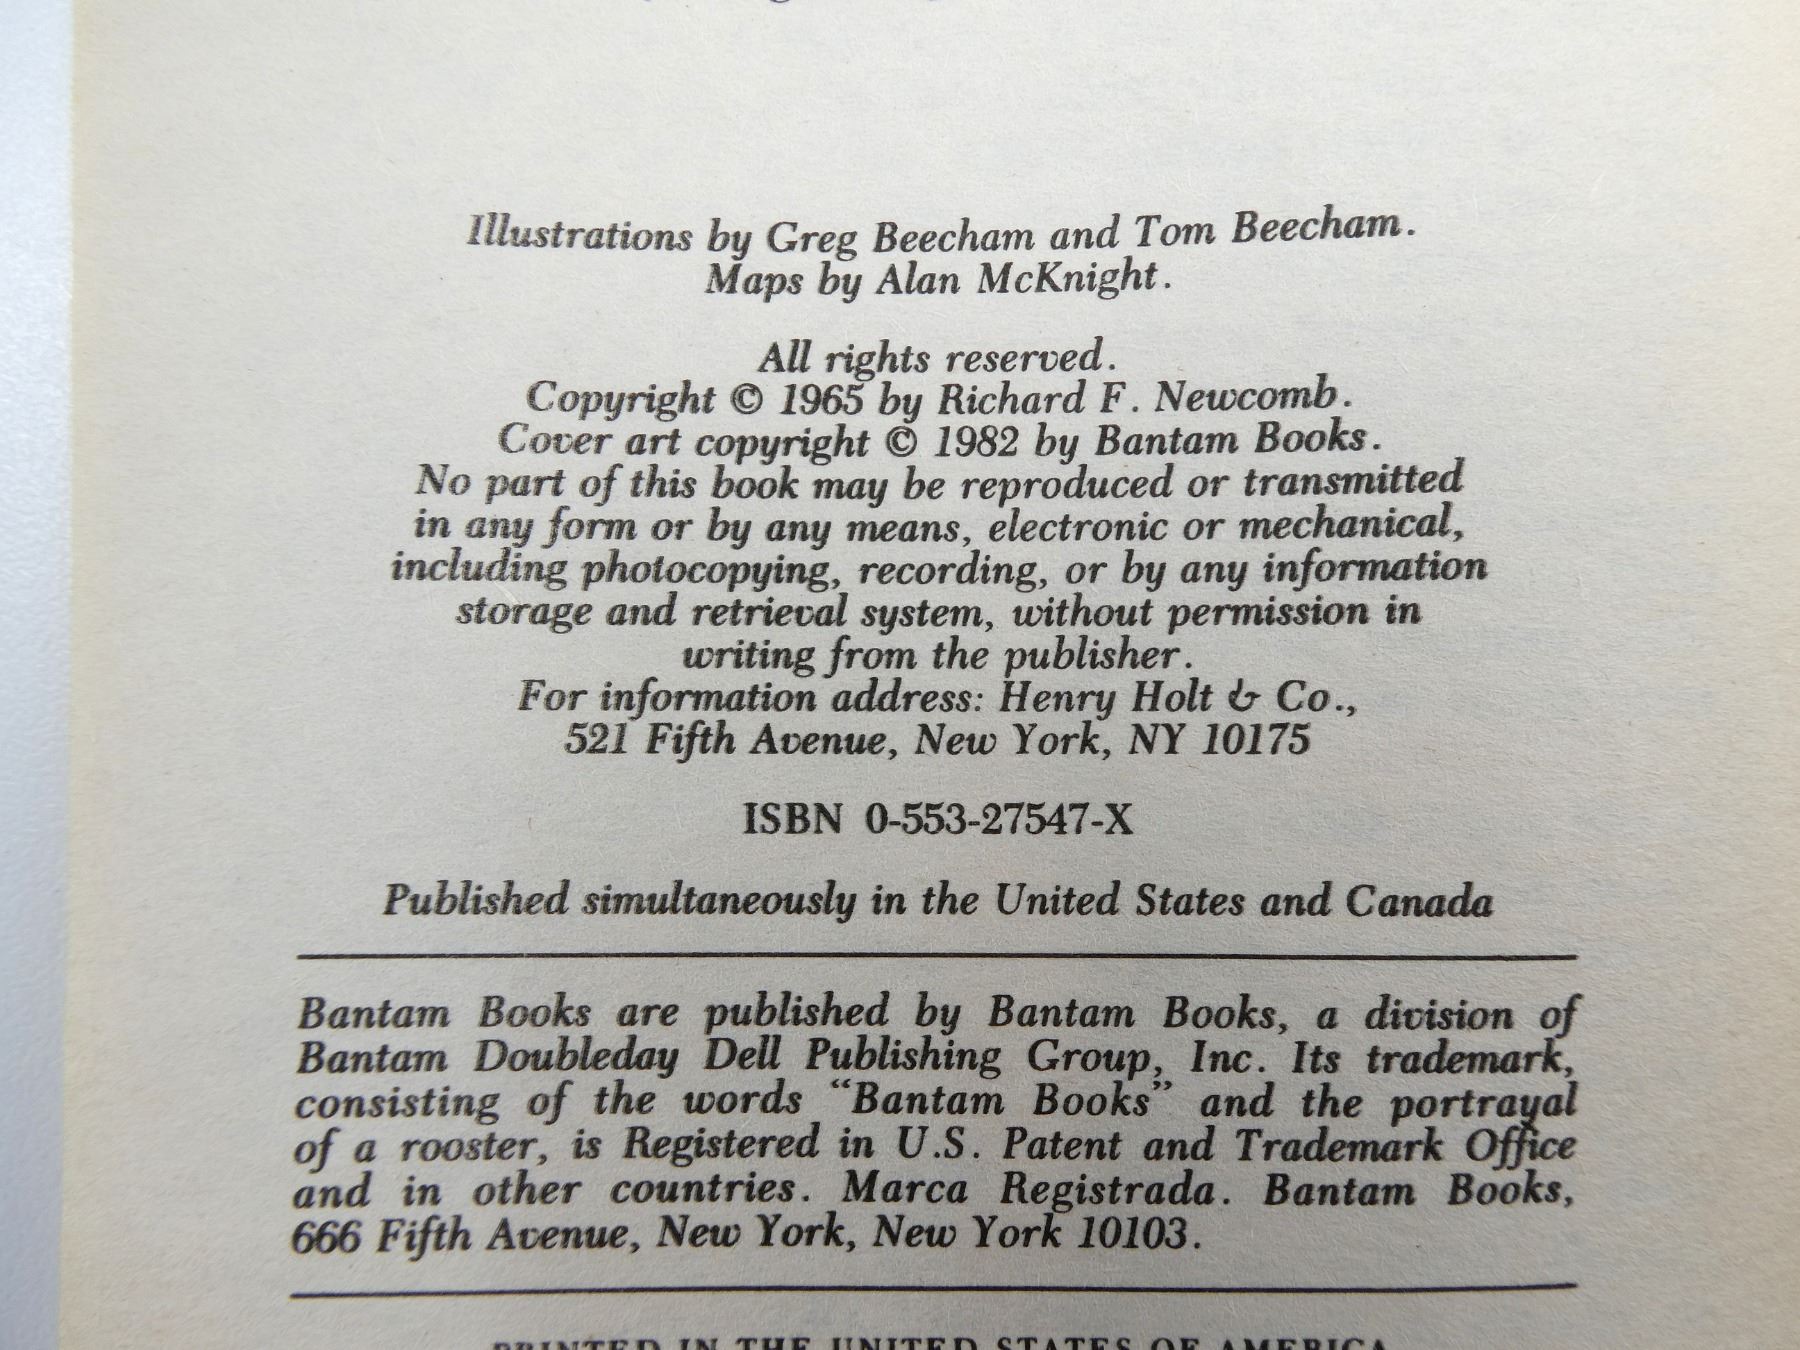 Illustrations by Greg Beecham and Tom Beecham.
Maps by Alan McKnight.
All rights reserved.
Copyright © 1965 by Richard F. Newcomb.
Cover art copyright © 1982 by Bantam Books.
No part of this book may be reproduced or transmitted
in any form or by any means, electronic or mechanical,
including photocopying, recording, or by any information
storage and retrieval system, without permission in
writing from the publisher.
For information address: Henry Holt & Co.,
521 Fifth Avenue, New York, NY 10175
ISBN 0-553-27547-X
Published simultaneously in the United States and Canada
Bantam Books are published by Bantam Books, a division of
Bantam Doubleday Dell Publishing Group, Inc. Its trademark,
consisting of the words “Bantam Books” and the portrayal
of a rooster, is Registered in U.S. Patent and Trademark Office
and in other countries. Marca Registrada. Bantam Books,
666 Fifth Avenue, New York, New York 10103.
PRINTED IN THE UNITED STATES OF AMERICA